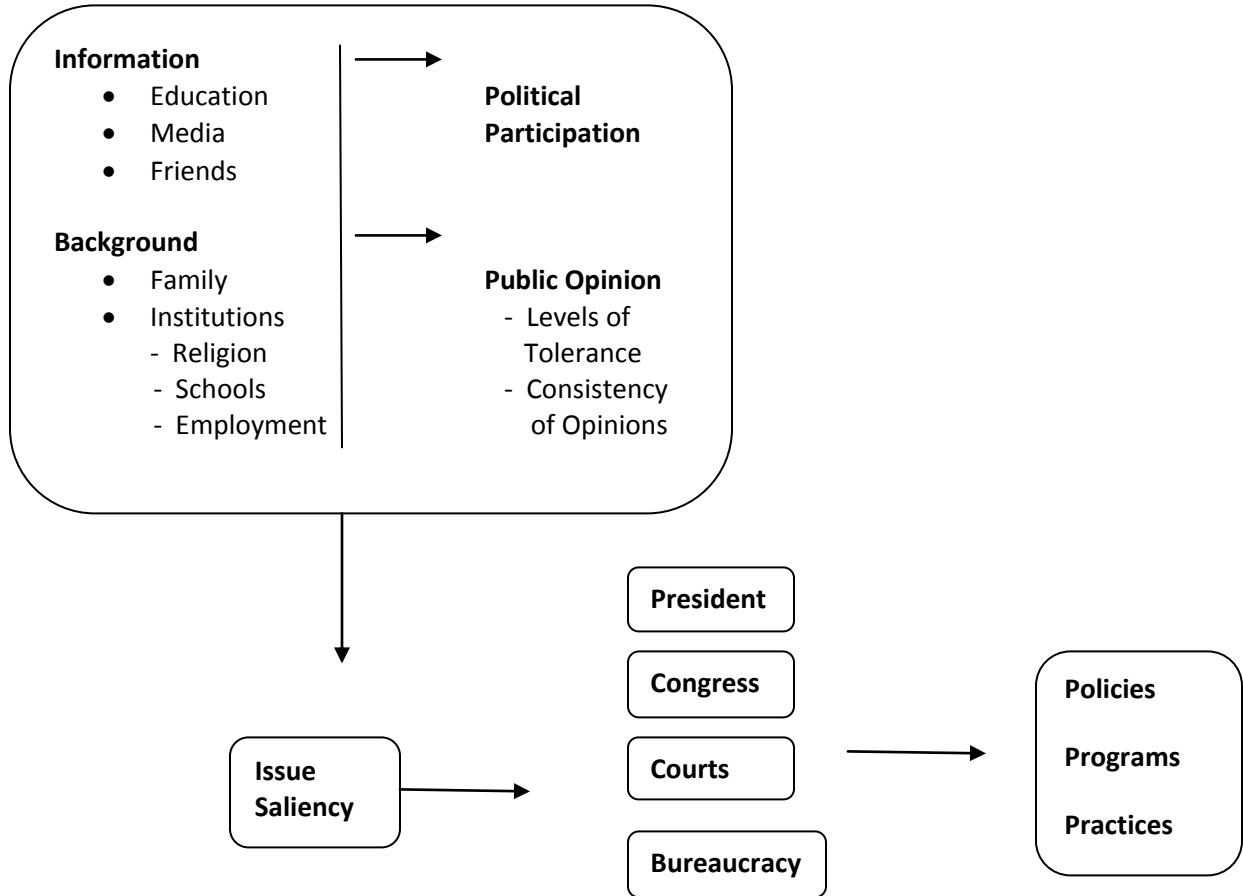 Information
• Education
• Media
• Friends
Background
• Family
• Institutions
- Religion
- Schools
- Employment
Political
Participation
Public Opinion
- Levels of
Tolerance
- Consistency
of Opinions
Issue
Saliency
President
Congress
Courts
Bureaucracy
Policies
Programs
Practices